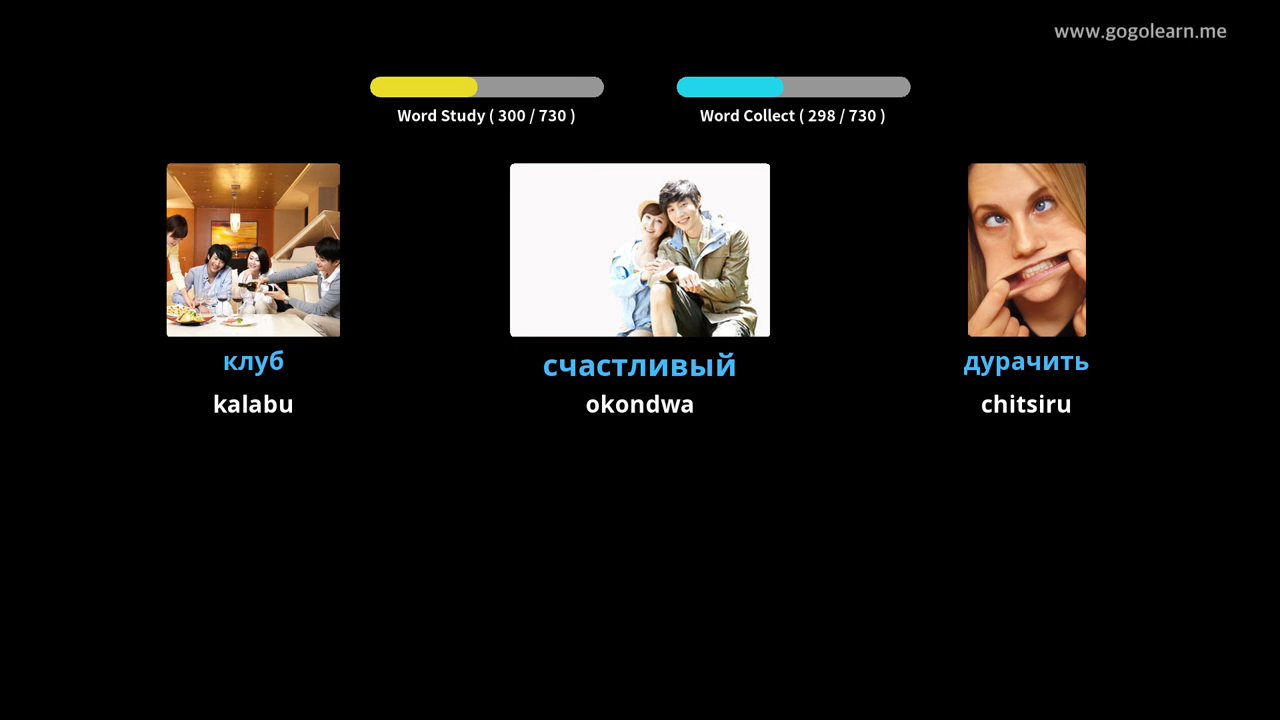 www.gogolearn.me
Word Study ( 300 / 730 )
Word Collect ( 298 / 730 )
клуб
kalabu
счастливый
okondwa
дурачить
chitsiru